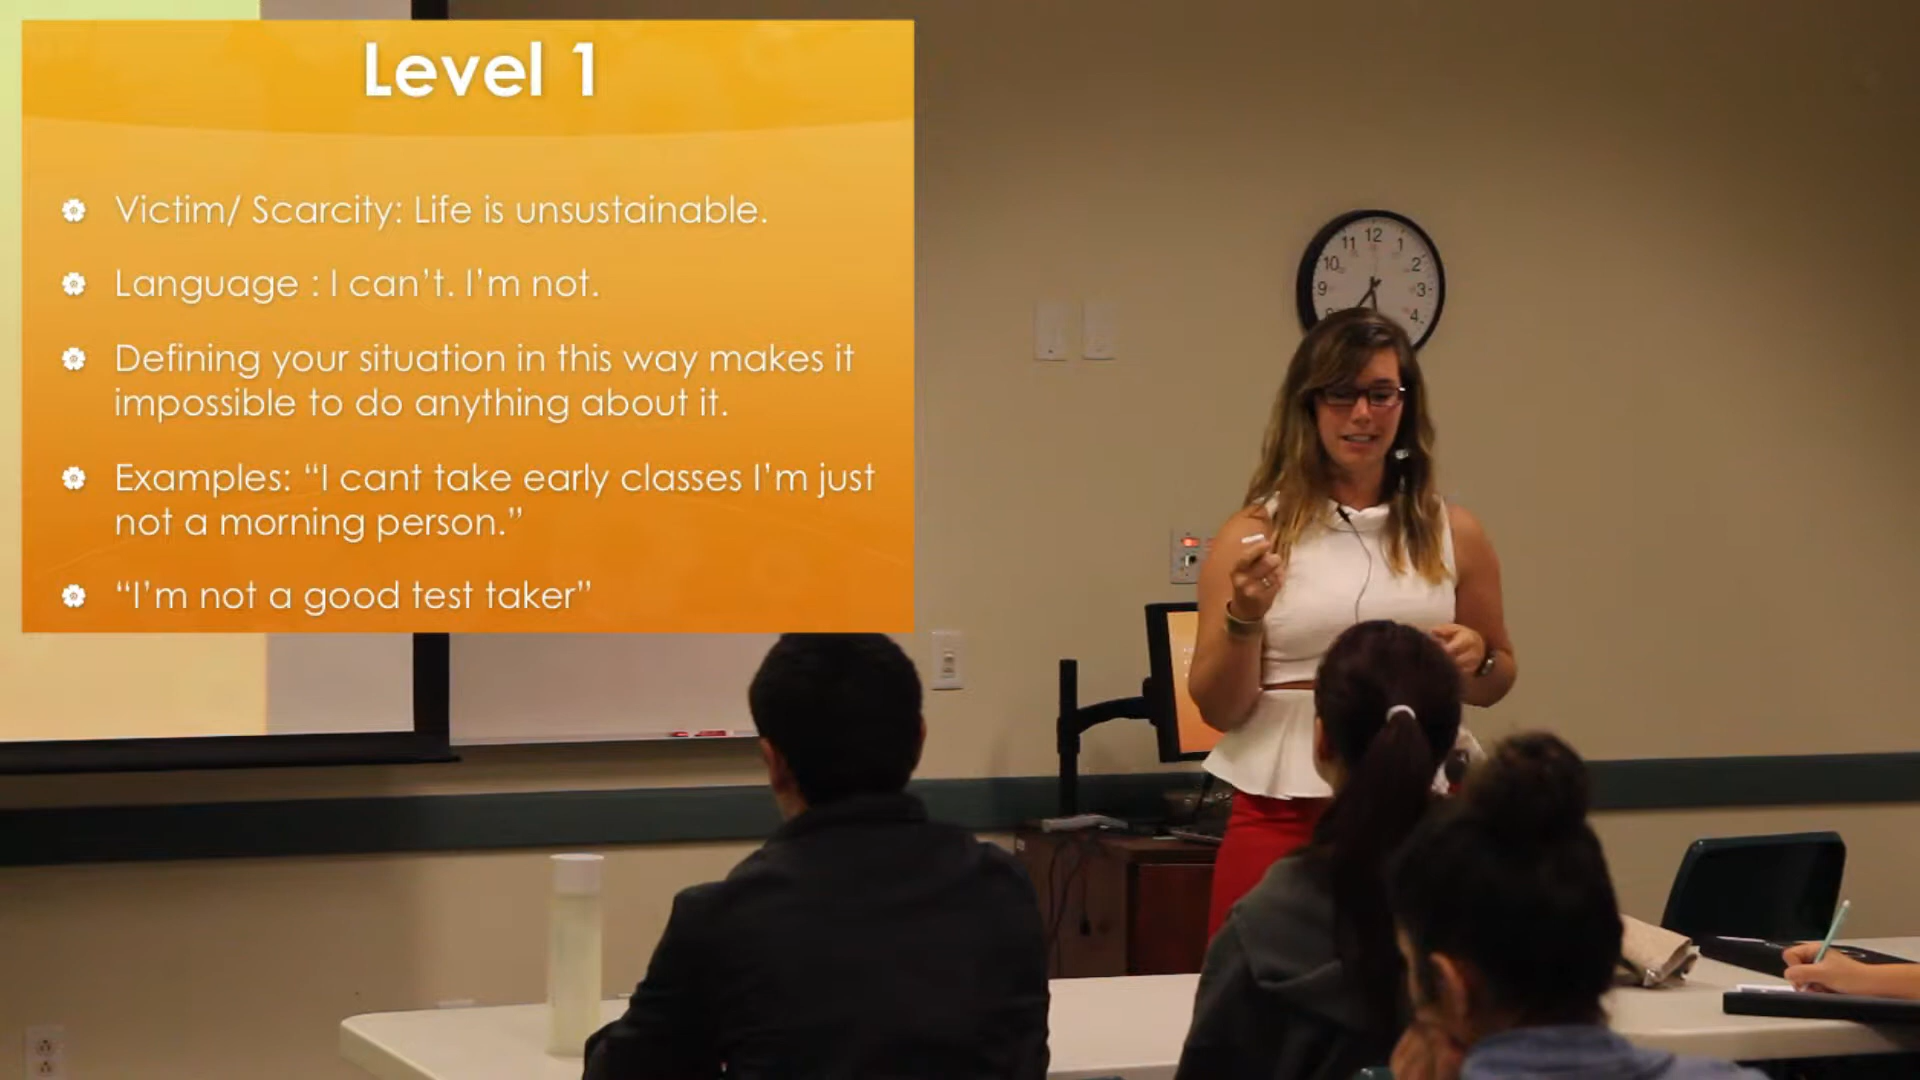 Level 1
Victim/ Scarcity: Life is unsustainable.
Language : I can’t. I’m not.
Defining your situation in this way makes it
impossible to do anything about it.
Examples: “I cant take early classes I’m just
not a morning person.”
“I’m not a good test taker”
12
11 1
10 2
9 3
4